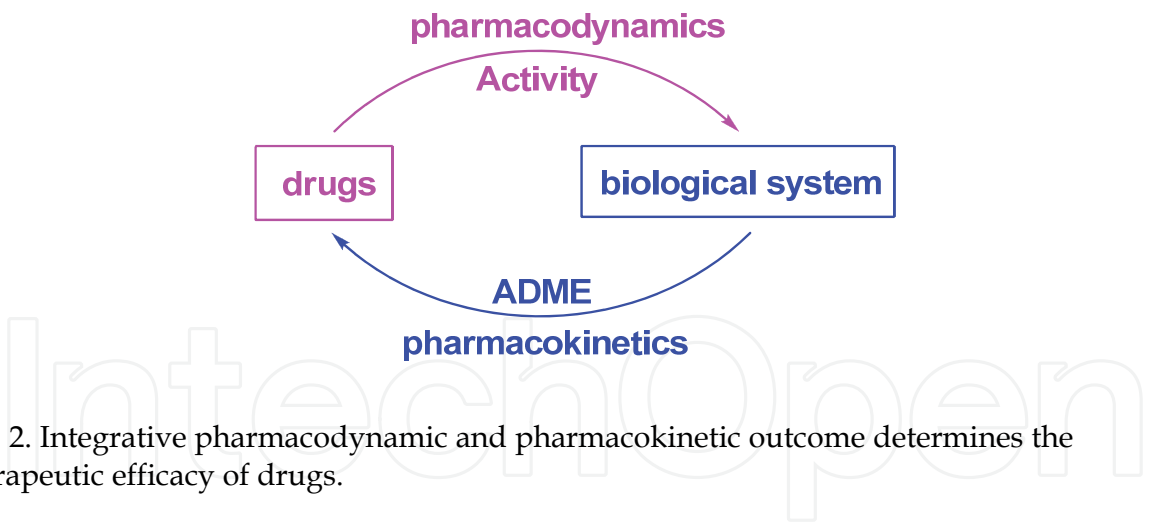 pharmacodynamics
Activity
drugs
biological system
ADME
pharmacokinetics
IntechOpen
2. Integrative pharmacodynamic and pharmacokinetic outcome determines the
rapeutic efficacy of drugs.